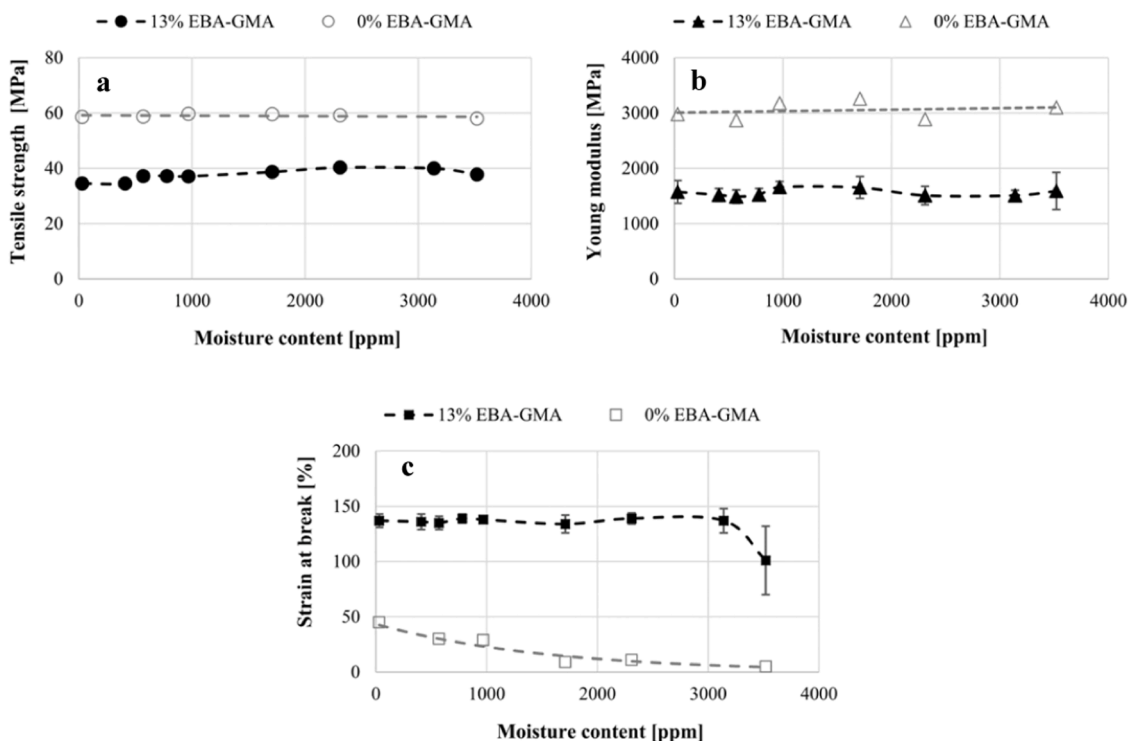 13% EBA-GMA 0% EBA-GMA
a
Tensile strength [MPa]
80
60
40
20
0
0 1000 2000 3000 4000
Moisture content [ppm]
13% EBA-GMA 0% EBA-GMA
b
Young modulus [MPa]
4000
3000
2000
1000
0
0 1000 2000 3000 4000
Moisture content [ppm]
13% EBA-GMA 0% EBA-GMA
c
Strain at break [%]
200
150
100
50
0
0 1000 2000 3000 4000
Moisture content [ppm]